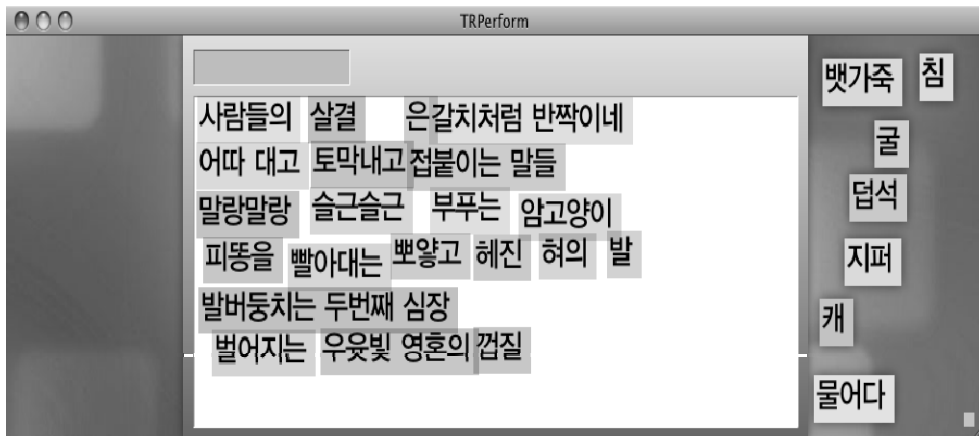 TRPerform
사람들의 살결 은갈치처럼 반짝이네
어따 대고 토막내고 접붙이는 말들
말랑말랑 슬근슬근 부푸는 암고양이
피똥을 빨아대는 뽀얗고 헤진 혀의 발
발버둥치는 두번째 심장
벌어지는 우윳빛 영혼의 껍질
뱃가죽 침
굴
덥석
지퍼
캐
물어다